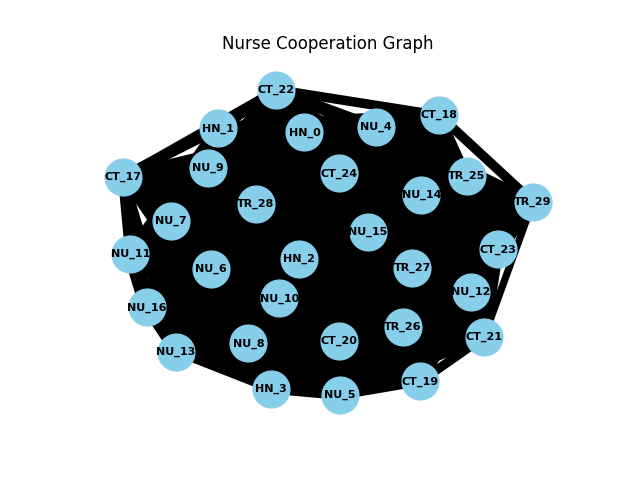 Nurse Cooperation Graph
CT_22
CT_18
HN_1
HN_0
NU_4
NU_9
CT_24
CT_17
TR_25
NU_14
TR_29
TR_28
NU_7
NU_15
CT_23
NU_11
HN_2
NU_6
TR_27
NU_12
NU_10
NU_16
TR_26
CT_21
CT_20
NU_8
NU_13
CT_19
HN_3
NU_5